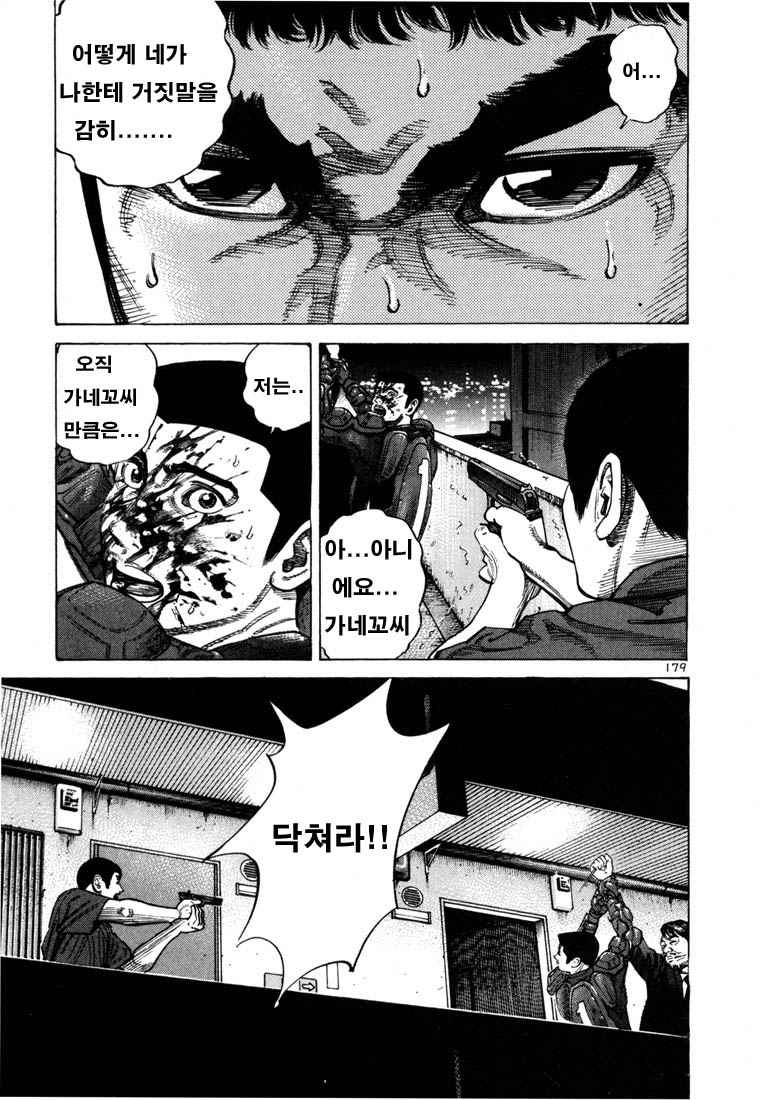 어...
어떻게 네가
나한테 거짓말을
감히.......
아...아니
에요...
가네꼬씨
저는..
오직
가네꼬씨
만큼은...
179
닥쳐라!!